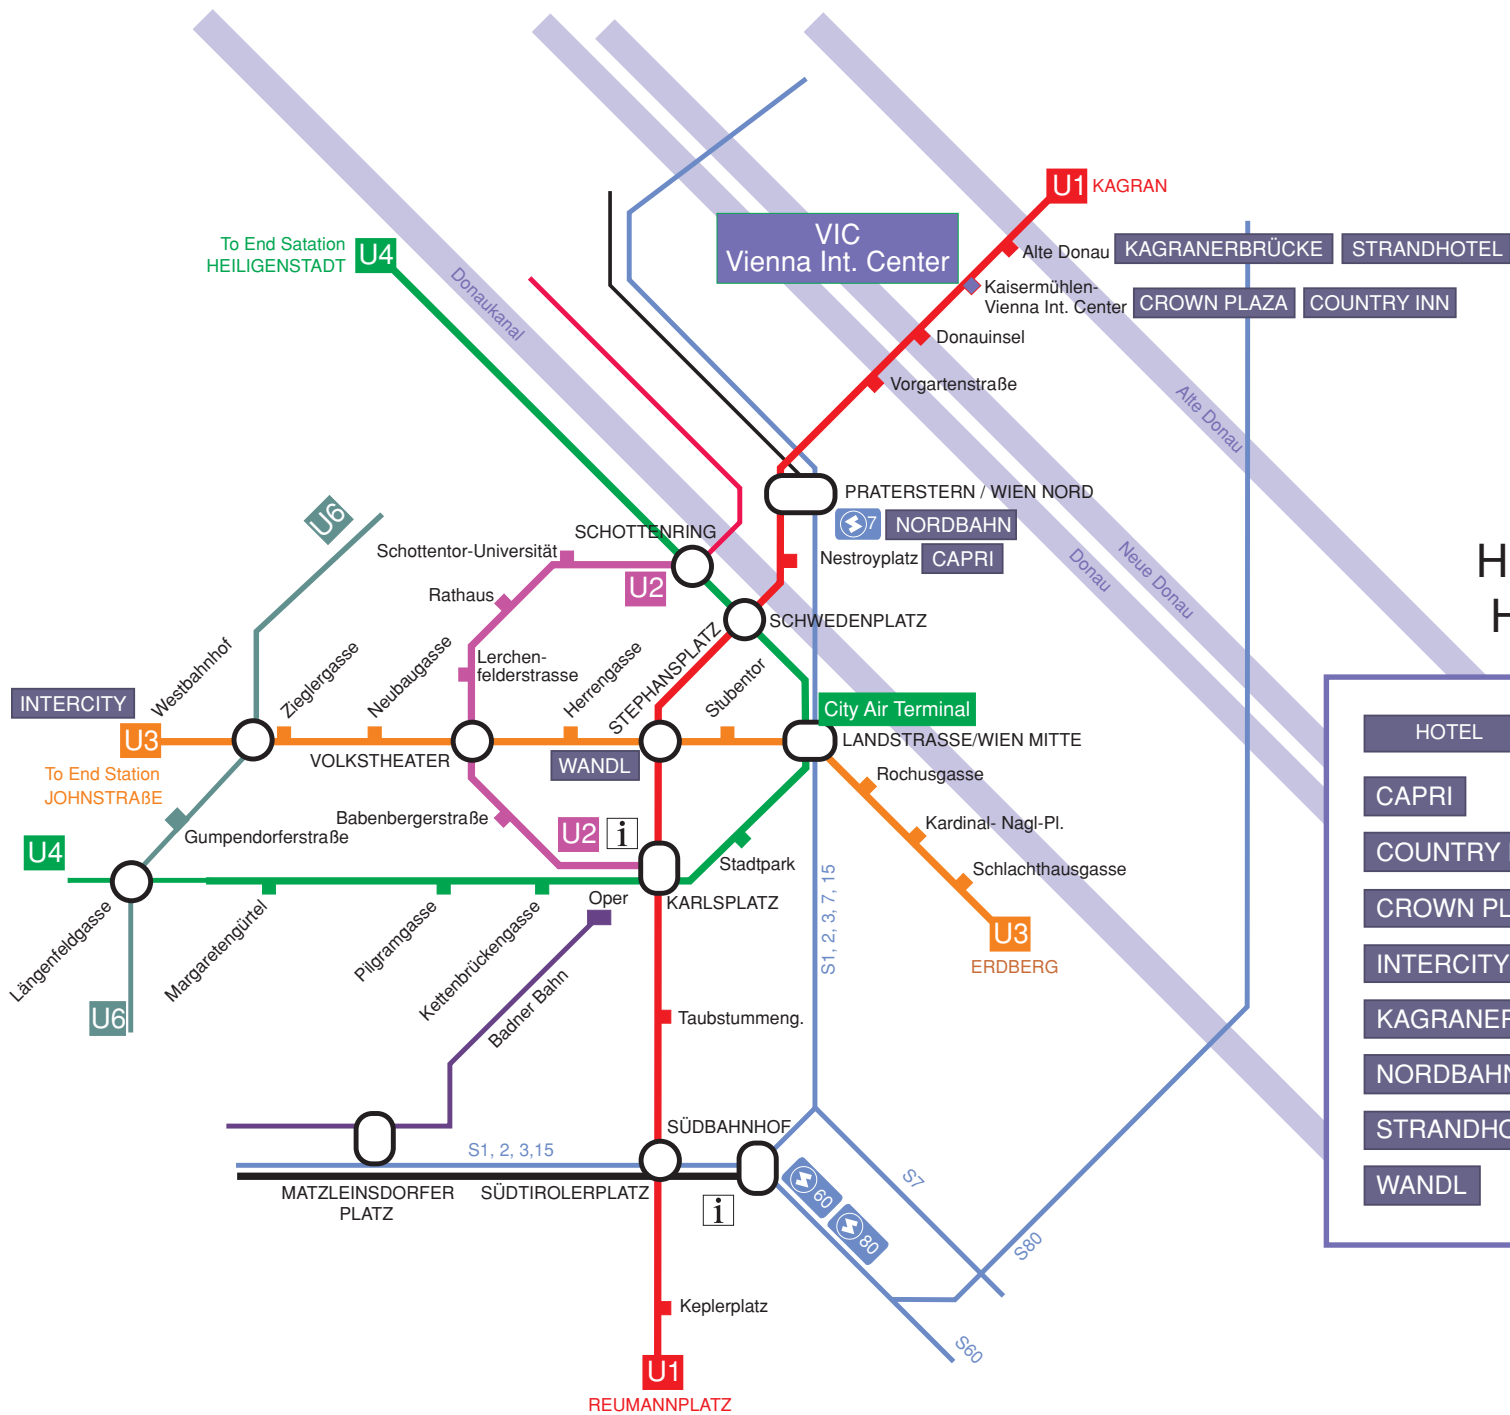 U1 KAGRAN
VIC
Vienna Int. Center
To End Satation
HEILIGENSTADT
U4
Alte Donau
KAGRANERBRÜCKE
STRANDHOTEL
Kaisermühlen-
Vienna Int. Center
CROWN PLAZA
COUNTRY INN
Donaukanal
Donauinsel
Vorgartenstraße
Alte Donau
PRATERSTERN / WIEN NORD
7
NORDBAHN
U6
SCHOTTENRING
Schottentor-Universität
Nestroyplatz
CAPRI
Donau
Neue Donau
U2
Rathaus
SCHWEDENPLATZ
Westbahnhof
Zieglergasse
Neubaugasse
Lerchen-
felderstrasse
Herrengasse
STEPHANSPLATZ
Stubentor
INTERCITY
City Air Terminal
U3
To End Station
JOHNSTRAßE
VOLKSTHEATER
WANDL
LANDSTRASSE/WIEN MITTE
Rochusgasse
Babenbergerstraße
Gumpendorferstraße
U2
i
Kardinal- Nagl-Pl.
U4
Stadtpark
Schlachthausgasse
Oper
KARLSPLATZ
S1, 2, 3, 7, 15
Längenfeldgasse
Margaretengürtel
Pilgramgasse
Kettenbrückengasse
Badner Bahn
U3
ERDBERG
U6
Taubstummeng.
SÜDBAHNHOF
S1, 2, 3,15
MATZLEINSDORFER
PLATZ
SÜDTIROLERPLATZ
i
60
80
S7
S80
S60
Keplerplatz
U1
REUMANNPLATZ
H
H
HOTEL
CAPRI
COUNTRY
CROWN PL
INTERCITY
KAGRANER
NORDBAHN
STRANDHO
WANDL